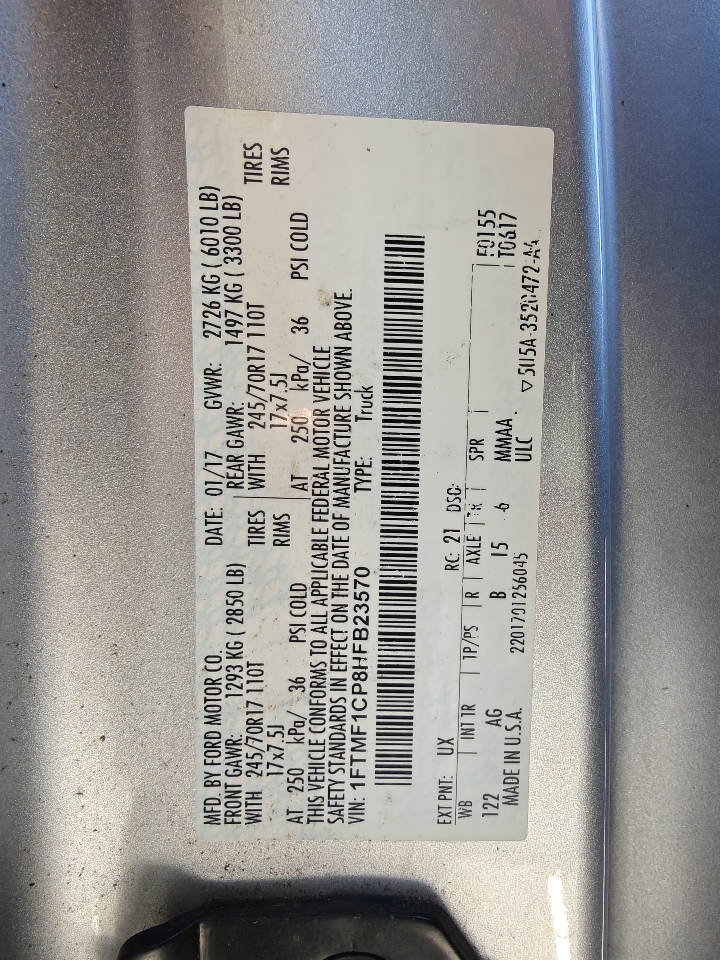 MFD. BY FORD MOTOR CO. DATE: 01/17 GVWR: 2726 KG ( 6010 LB)
FRONT GAWR: 1293 KG ( 2850 LB) REAR GAWR: 1497 KG ( 3300 LB)
WITH 245/70R17 110T TIRES WITH 245/70R17 110T TIRES
17x7.5J RIMS 17x7.5J RIMS
AT 250 kPa/ 36 PSI COLD AT 250 kPa/ 36 PSI COLD
THIS VEHICLE CONFORMS TO ALL APPLICABLE FEDERAL MOTOR VEHICLE
SAFETY STANDARDS IN EFFECT ON THE DATE OF MANUFACTURE SHOWN ABOVE.
VIN: 1FTMF1CP8HFB23570 TYPE: Truck
EXT PNT: UX RC: 21 DSO: F0155
WB INT TR TP/PS R AXLE TR SPR T0617
122 AG B 15 6 MMAA
MADE IN U.S.A. 2201701256045 ULC